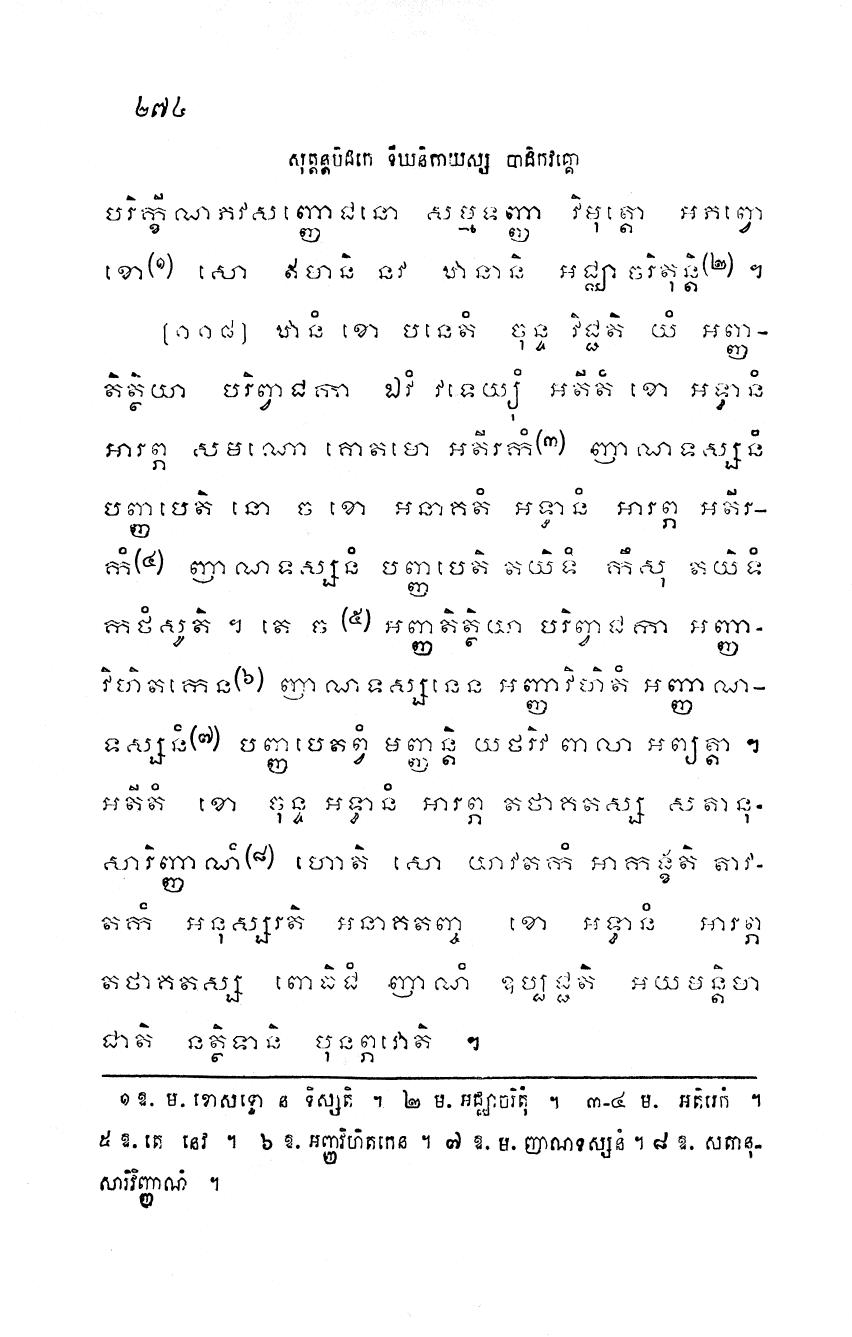 ២៧៤
សុត្តន្តបិដកេ ទីឃនិកាយស្ស បាដិកវគ្គោ
បរិក្ខីណភវសញ្ញោជនោ សម្មទញ្ញា វិមុត្តោ អភព្វោ
ខោ(១) សោ ឥមានិ នវ ឋានានិ អជ្ឈាចរិតុន្តិ(២) ។
[១១៨] ឋានំ ខោ បនេតំ ចុន្ទ វិជ្ជតិ យំ អញ្ញ-
តិត្ថិយា បរិព្វាជកា ឯវំ វទេយ្យុំ អតីតំ ខោ អទ្ធានំ
អារព្ភ សមណោ គោតមោ អតីរកំ(៣) ញាណទស្សនំ
បញ្ញបេតិ នោ ច ខោ អនាគតំ អទ្ធានំ អារព្ភ អតីរ-
កំ(៤) ញាណទស្សនំ បញ្ញបេតិ តយិទំ កឹសុ តយិទំ
កថំសូតិ ។ តេ ច (៥) អញ្ញតិត្ថិយា បរិព្វាជកា អញ្ញា-
វិហិតកេន(៦) ញាណទស្សនេន អញ្ញាវិហិតំ អញ្ញាណ-
ទស្សនំ(៧) បញ្ញបេតព្វំ មញ្ញន្តិ យថរិវ ពាលា អព្យត្តា ។
អតីតំ ខោ ចុន្ទ អទ្ធានំ អារព្ភ តថាគតស្ស សតានុ-
សារិញ្ញាណំ(៨) ហោតិ សោ យាវតកំ អាកង្ខតិ តាវ-
តកំ អនុស្សរតិ អនាគតញ្ច ខោ អទ្ធានំ អារព្ភ
តថាគតស្ស ពោធិជំ ញាណំ ឧប្បជ្ជតិ អយមន្តិមា
ជាតិ នត្ថិទានិ បុនព្ភវោតិ ។
១ ឱ. ម. ខោសទ្ទោ ន ទិស្សតិ ។ ២ ម. អជ្ឈាចរិតុំ ។ ៣-៤ ម. អតិរេកំ ។
៥ ឱ. តេ នេវ ។ ៦ ឱ. អញ្ញវិហិតកេន ។ ៧ ឱ. ម. ញាណទស្សនំ ។ ៨ ឱ. សតានុ-
សារីវិញ្ញាណំ ។